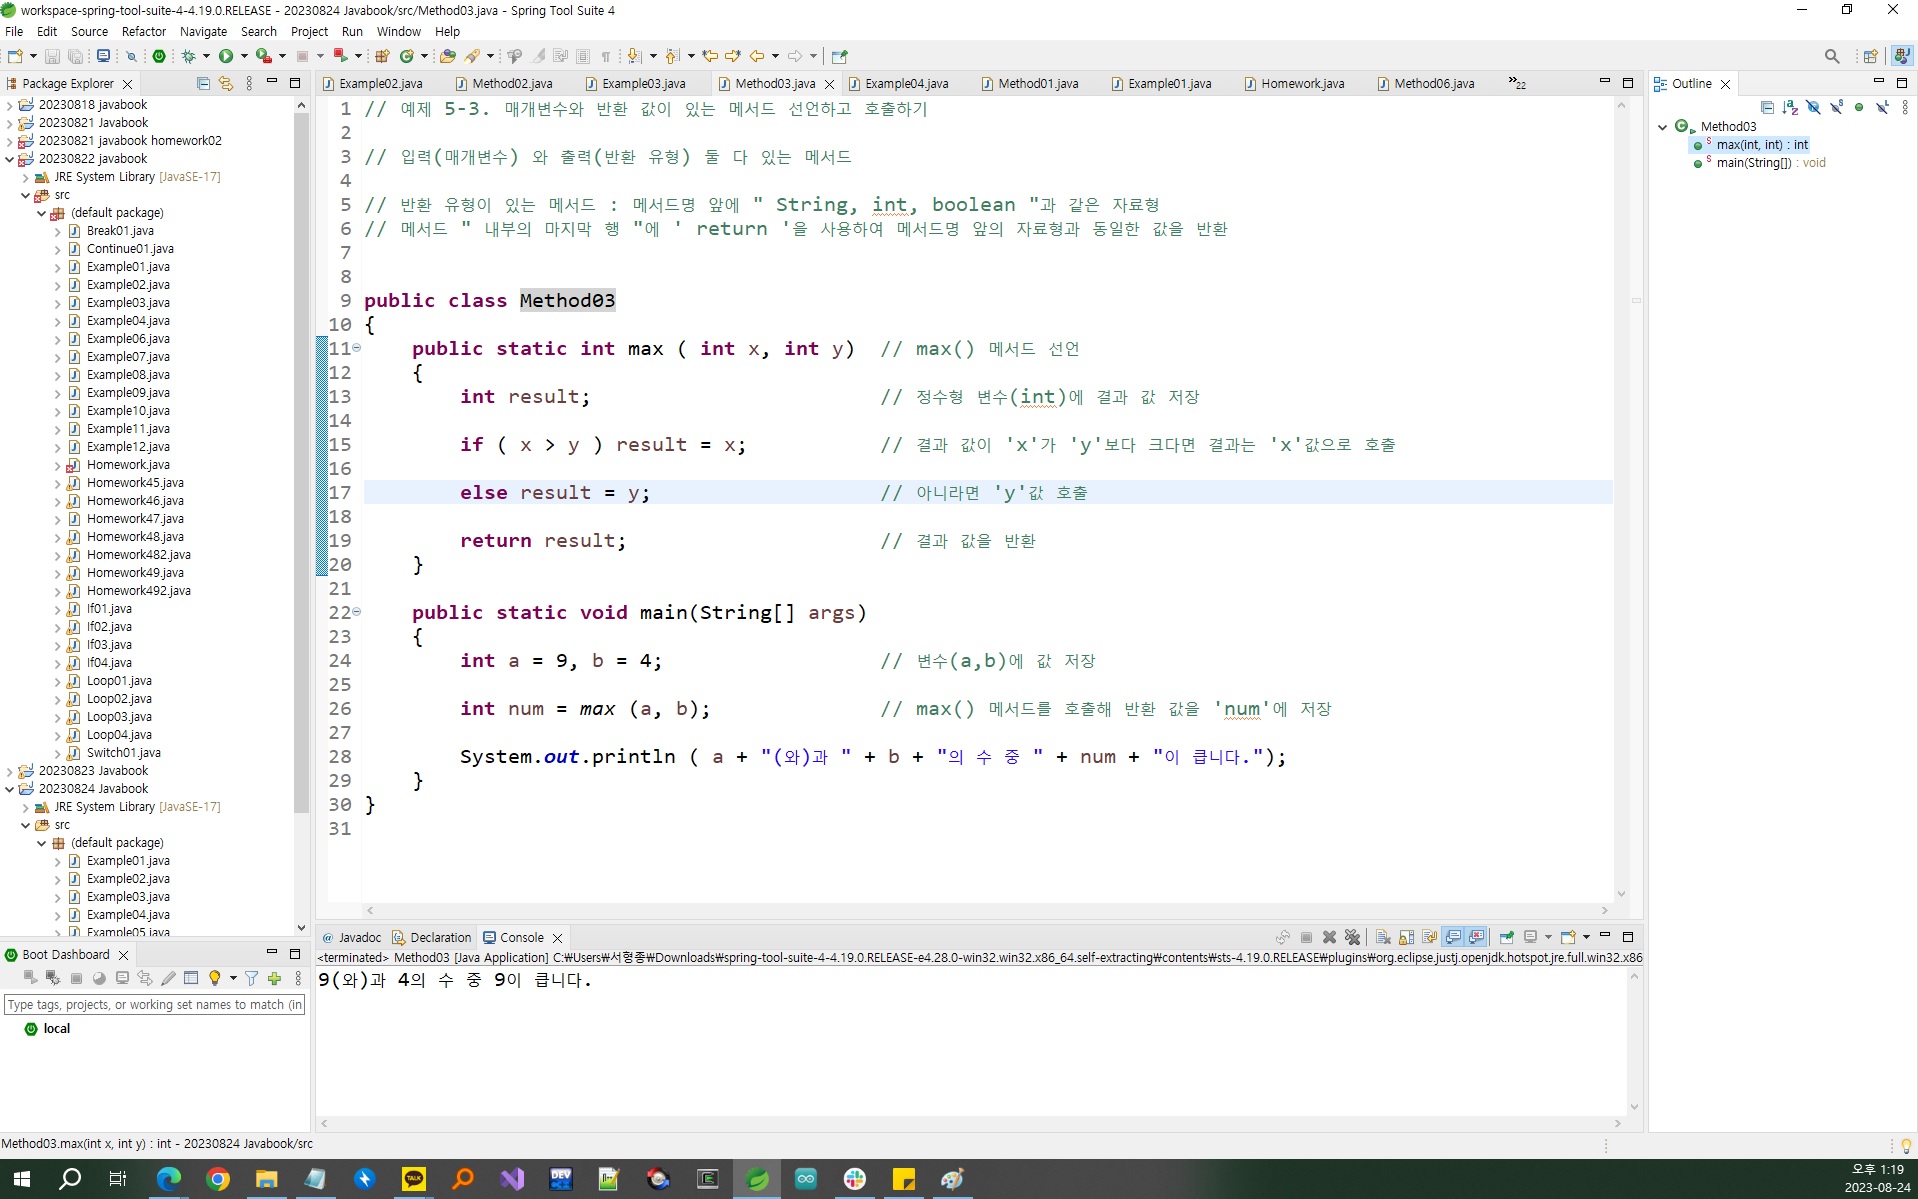 workspace-spring-tool-suite-4-4.19.0.RELEASE - 20230824 Javabook/src/Method03.java - Spring Tool Suite 4
File Edit Source Refactor Navigate Search Project Run Window Help
Package Explorer
20230818 javabook
20230821 Javabook
20230821 javabook homework02
20230822 javabook
JRE System Library [JavaSE-17]
src
(default package)
Break01.java
Continue01.java
Example01.java
Example02.java
Example03.java
Example04.java
Example06.java
Example07.java
Example08.java
Example09.java
Example10.java
Example11.java
Example12.java
Homework.java
Homework45.java
Homework46.java
Homework47.java
Homework48.java
Homework482.java
Homework49.java
Homework492.java
If01.java
If02.java
If03.java
If04.java
Loop01.java
Loop02.java
Loop03.java
Loop04.java
Switch01.java
20230823 Javabook
20230824 Javabook
JRE System Library [JavaSE-17]
src
(default package)
Example01.java
Example02.java
Example03.java
Example04.java
Example05.java
Boot Dashboard
Type tags, projects, or working set names to match (in
local
Example02.java Method02.java Example03.java Method03.java Example04.java Method01.java Example01.java Homework.java Method06.java »22
1 // 예제 5-3. 매개변수와 반환 값이 있는 메서드 선언하고 호출하기
2
3 // 입력(매개변수) 와 출력(반환 유형) 둘 다 있는 메서드
4
5 // 반환 유형이 있는 메서드 : 메서드명 앞에 " String, int, boolean "과 같은 자료형
6 // 메서드 " 내부의 마지막 행 "에 ' return '을 사용하여 메서드명 앞의 자료형과 동일한 값을 반환
7
8
9 public class Method03
10 {
11 public static int max ( int x, int y) // max() 메서드 선언
12 {
13 int result; // 정수형 변수(int)에 결과 값 저장
14
15 if ( x > y ) result = x; // 결과 값이 'x'가 'y'보다 크다면 결과는 'x'값으로 호출
16
17 else result = y; // 아니라면 'y'값 호출
18
19 return result; // 결과 값을 반환
20 }
21
22 public static void main(String[] args)
23 {
24 int a = 9, b = 4; // 변수(a,b)에 값 저장
25
26 int num = max (a, b); // max() 메서드를 호출해 반환 값을 'num'에 저장
27
28 System.out.println ( a + "(와)과 " + b + "의 수 중 " + num + "이 큽니다.");
29 }
30 }
31
Javadoc Declaration Console
<terminated> Method03 [Java Application] C:₩Users₩서형종₩Downloads₩spring-tool-suite-4-4.19.0.RELEASE-e4.28.0-win32.win32.x86_64.self-extracting₩contents₩sts-4.19.0.RELEASE₩plugins₩org.eclipse.justj.openjdk.hotspot.jre.full.win32.x86
9(와)과 4의 수 중 9이 큽니다.
Outline
Method03
max(int, int) : int
main(String[]) : void
Method03.max(int x, int y) : int - 20230824 Javabook/src
TALK
DEV
오후 1:19
2023-08-24